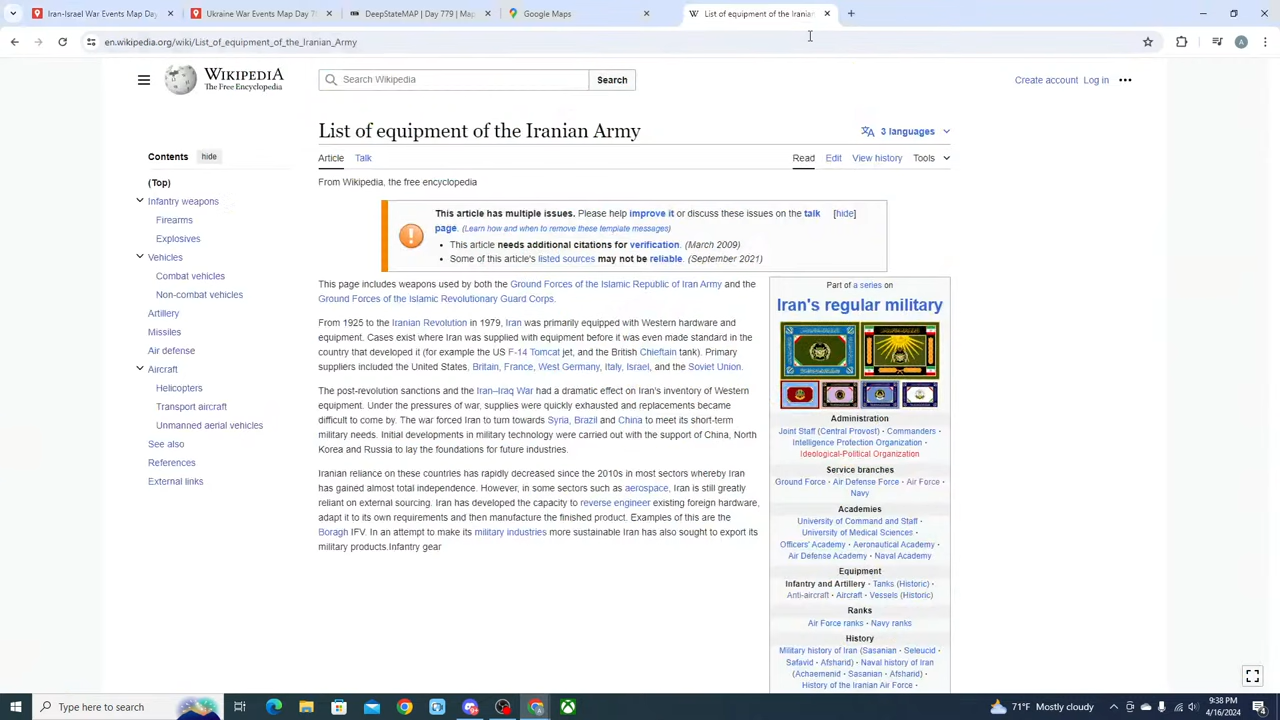 Ukraine War Map Day 7
Urban Missions Map Day
DeepStateMAP | Day 779 | Map
Google Maps
List of equipment of the Iranian
en.wikipedia.org/wiki/List_of_equipment_of_the_Iranian_Army
WIKIPEDIA
The Free Encyclopedia
Search Wikipedia
Search
Create account Log in
List of equipment of the Iranian Army
3 languages
Article Talk
Read Edit View history Tools
From Wikipedia, the free encyclopedia
Contents hide
(Top)
Infantry weapons
Firearms
Explosives
Vehicles
Combat vehicles
Non-combat vehicles
Artillery
Missiles
Air defense
Aircraft
Helicopters
Transport aircraft
Unmanned aerial vehicles
See also
References
External links
This article has multiple issues. Please help improve it or discuss these issues on the talk [hide]
page. (Learn how and when to remove these template messages)
• This article needs additional citations for verification. (March 2009)
• Some of this article's listed sources may not be reliable. (September 2021)
This page includes weapons used by both the Ground Forces of the Islamic Republic of Iran Army and the
Ground Forces of the Islamic Revolutionary Guard Corps.
From 1925 to the Iranian Revolution in 1979, Iran was primarily equipped with Western hardware and
equipment. Cases exist where Iran was supplied with equipment before it was even made standard in the
country that developed it (for example the US F-14 Tomcat jet, and the British Chieftain tank). Primary
suppliers included the United States, Britain, France, West Germany, Italy, Israel, and the Soviet Union.
The post-revolution sanctions and the Iran–Iraq War had a dramatic effect on Iran's inventory of Western
equipment. Under the pressures of war, supplies were quickly exhausted and replacements became
difficult to come by. The war forced Iran to turn towards Syria, Brazil and China to meet its short-term
military needs. Initial developments in military technology were carried out with the support of China, North
Korea and Russia to lay the foundations for future industries.
Iranian reliance on these countries has rapidly decreased since the 2010s in most sectors whereby Iran
has gained almost total independence. However, in some sectors such as aerospace, Iran is still greatly
reliant on external sourcing. Iran has developed the capacity to reverse engineer existing foreign hardware,
adapt it to its own requirements and then manufacture the finished product. Examples of this are the
Boragh IFV. In an attempt to make its military industries more sustainable Iran has also sought to export its
military products.Infantry gear
Part of a series on
Iran's regular military
Administration
Joint Staff (Central Provost) · Commanders ·
Intelligence Protection Organization ·
Ideological-Political Organization
Service branches
Ground Force · Air Defense Force · Air Force ·
Navy
Academies
University of Command and Staff ·
University of Medical Sciences ·
Officers' Academy · Aeronautical Academy ·
Air Defense Academy · Naval Academy
Equipment
Infantry and Artillery · Tanks (Historic) ·
Anti-aircraft · Aircraft · Vessels (Historic)
Ranks
Air Force ranks · Navy ranks
History
Military history of Iran (Sasanian · Seleucid ·
Safavid · Afsharid) · Naval history of Iran
(Achaemenid · Sasanian · Afsharid) ·
History of the Iranian Air Force ·
Type here to search
71°F Mostly cloudy
9:38 PM
4/16/2024